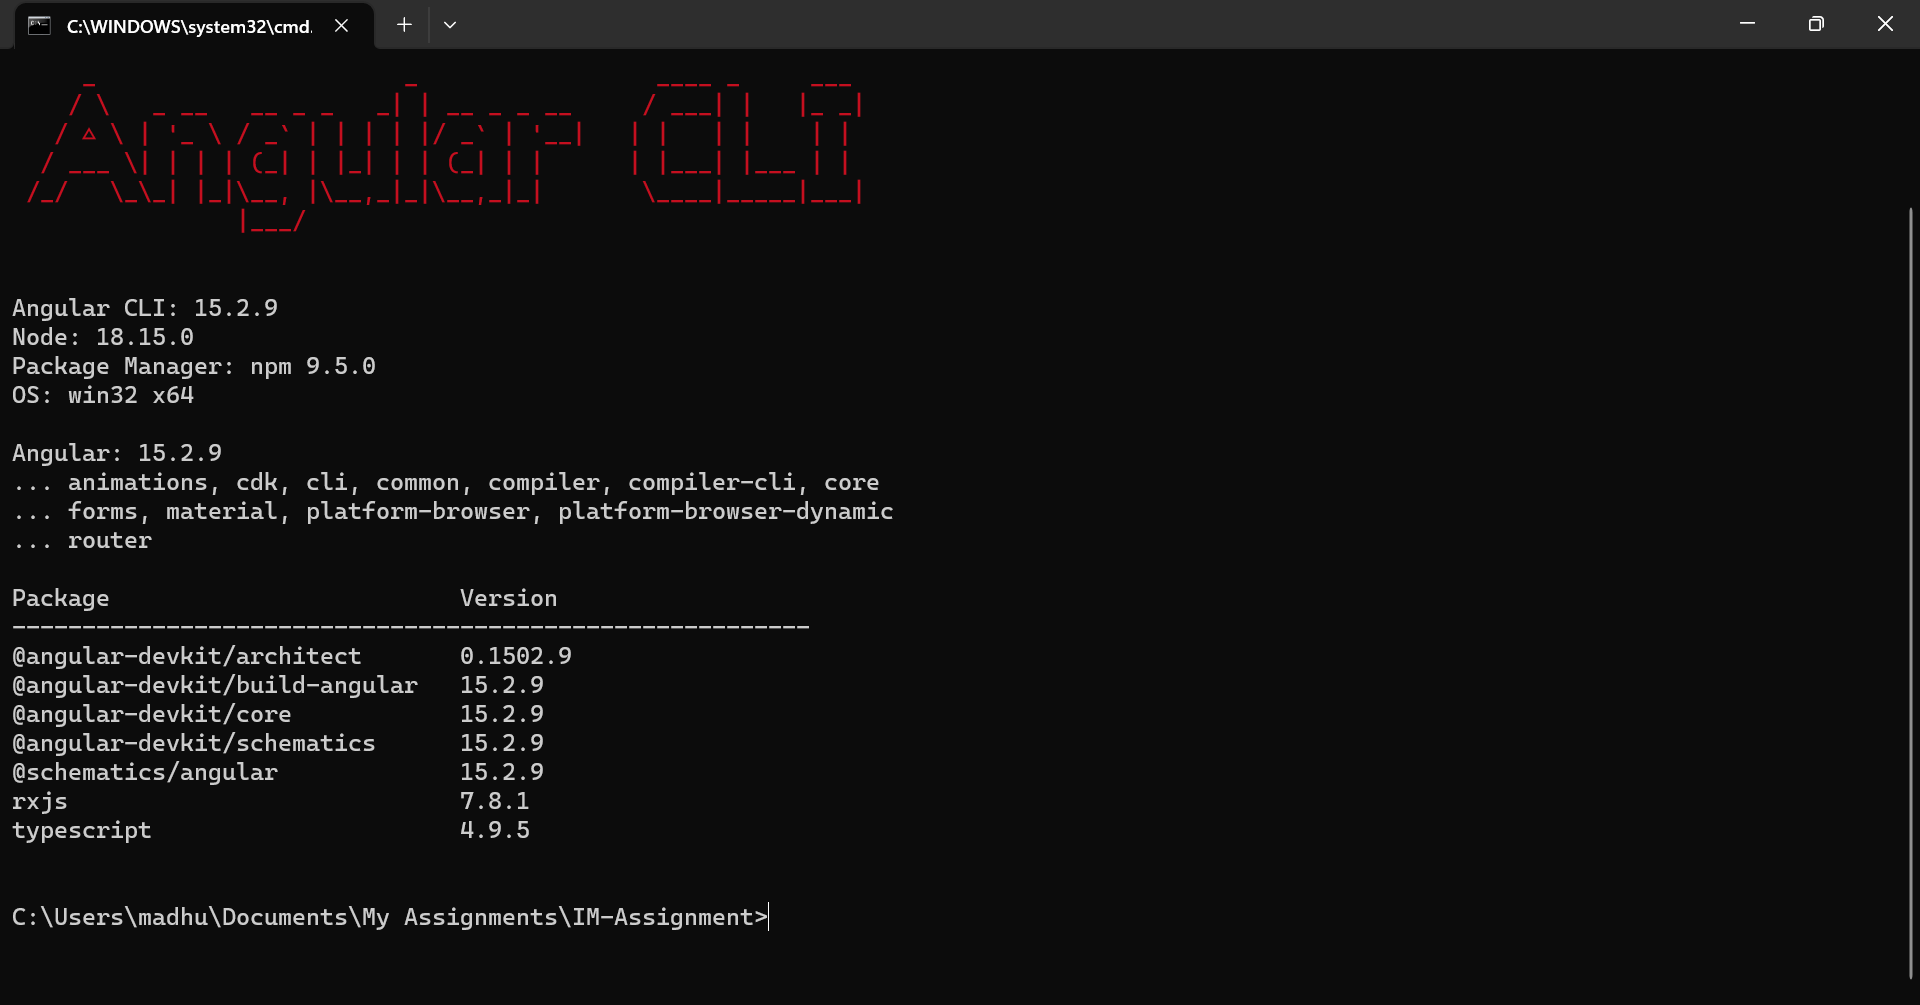 C:\WINDOWS\system32\cmd.
Angular CLI
Angular CLI: 15.2.9
Node: 18.15.0
Package Manager: npm 9.5.0
OS: win32 x64
Angular: 15.2.9
... animations, cdk, cli, common, compiler, compiler-cli, core
... forms, material, platform-browser, platform-browser-dynamic
... router
Package Version
---------------------------------------------------------
@angular-devkit/architect 0.1502.9
@angular-devkit/build-angular 15.2.9
@angular-devkit/core 15.2.9
@angular-devkit/schematics 15.2.9
@schematics/angular 15.2.9
rxjs 7.8.1
typescript 4.9.5
C:\Users\madhu\Documents\My Assignments\IM-Assignment>